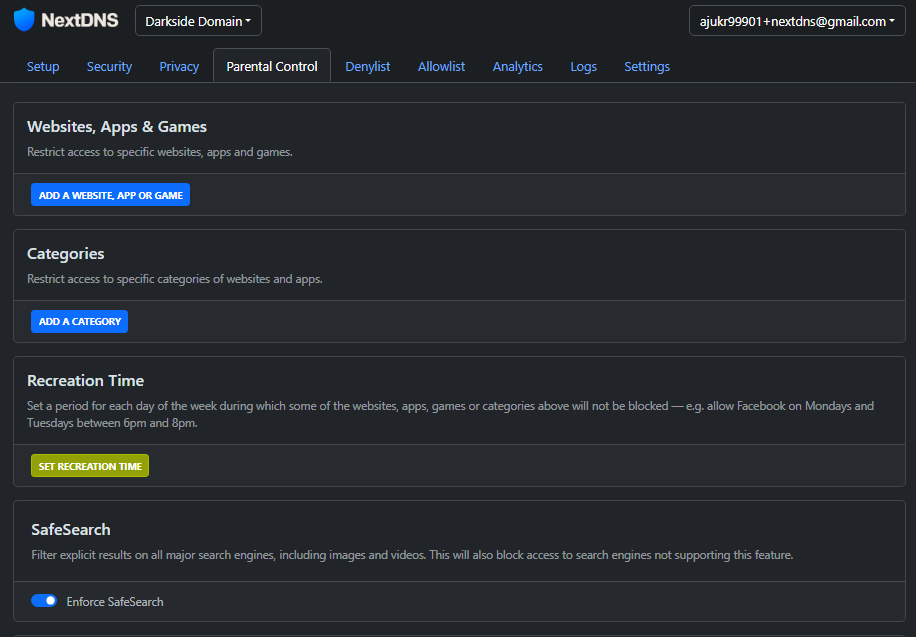 NextDNS
Darkside Domain
ajukr99901+nextdns@gmail.com
Setup
Security
Privacy
Parental Control
Denylist
Allowlist
Analytics
Logs
Settings
Websites, Apps & Games
Restrict access to specific websites, apps and games.
ADD A WEBSITE, APP OR GAME
Categories
Restrict access to specific categories of websites and apps.
ADD A CATEGORY
Recreation Time
Set a period for each day of the week during which some of the websites, apps, games or categories above will not be blocked — e.g. allow Facebook on Mondays and
Tuesdays between 6pm and 8pm.
SET RECREATION TIME
SafeSearch
Filter explicit results on all major search engines, including images and videos. This will also block access to search engines not supporting this feature.
Enforce SafeSearch